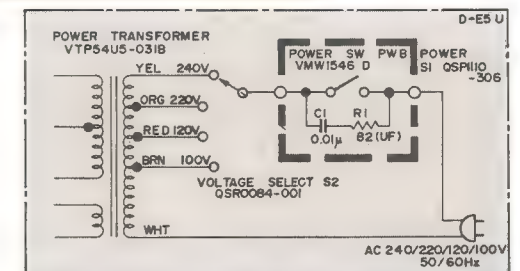 D-E5 U
POWER TRANSFORMER
VTP54U5-031B
YEL 240V
ORG 220V
RED 120V
BRN 100V
WHT
VOLTAGE SELECT S2
QSR0084-001
POWER SW PWB
VMW1546 D
C1
0.01μ
R1
82(UF)
POWER
S1 QSP1110
-306
AC 240/220/120/100V
50/60Hz